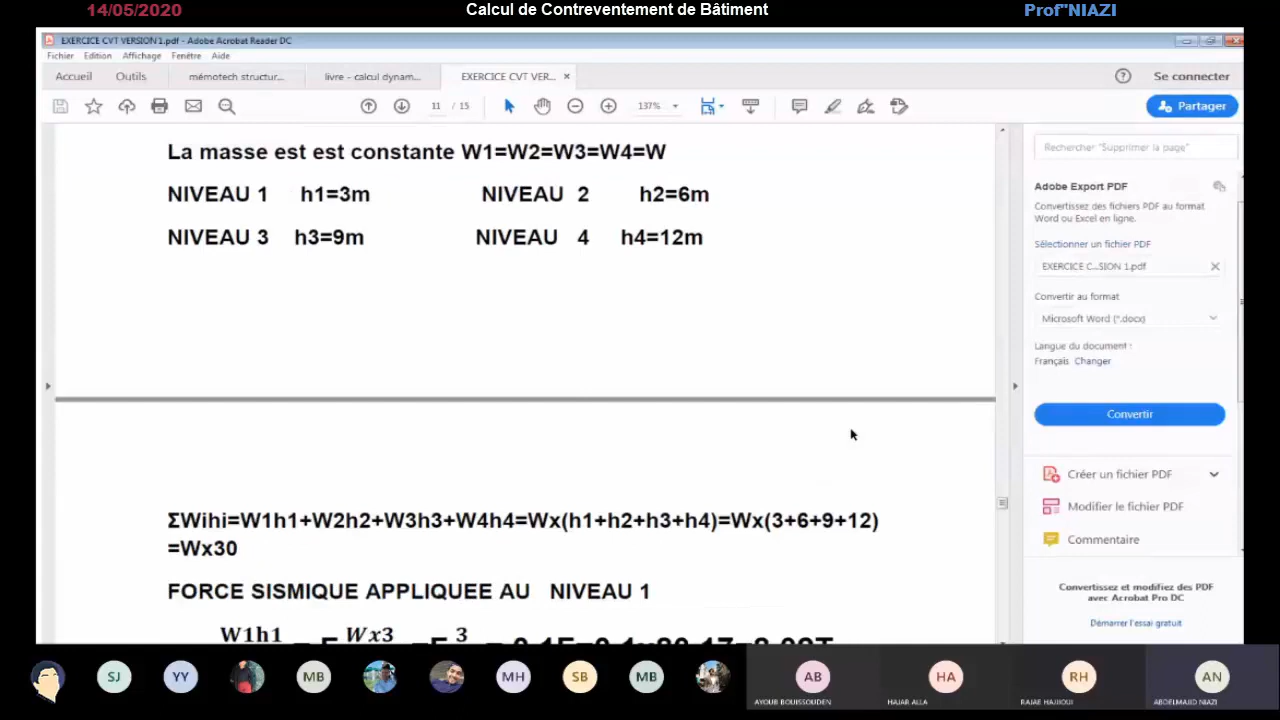 14/05/2020 Calcul de Contreventement de Bâtiment Prof"NIAZI
EXERCICE CVT VERSION 1.pdf - Adobe Acrobat Reader DC
Fichier Edition Affichage Fenêtre Aide
Accueil Outils mémotech structur... livre - calcul dynam... EXERCICE CVT VER... × Se connecter
11 / 15 137% Partager
La masse est est constante W1=W2=W3=W4=W
NIVEAU 1 h1=3m NIVEAU 2 h2=6m
NIVEAU 3 h3=9m NIVEAU 4 h4=12m
ΣWihi=W1h1+W2h2+W3h3+W4h4=Wx(h1+h2+h3+h4)=Wx(3+6+9+12)
=Wx30
FORCE SISMIQUE APPLIQUEE AU NIVEAU 1
W1h1 Wx3 3
Rechercher "Supprimer la page"
Adobe Export PDF
Convertissez des fichiers PDF au format
Word ou Excel en ligne.
Sélectionner un fichier PDF
EXERCICE C...SION 1.pdf ×
Convertir au format
Microsoft Word (*.docx)
Langue du document :
Français Changer
Convertir
Créer un fichier PDF
Modifier le fichier PDF
Commentaire
Convertissez et modifiez des PDF
avec Acrobat Pro DC
Démarrer l'essai gratuit
SJ YY MB MH SB MB AB HA RH AN
AYOUB BOUISSOUDEN HAJAR ALLA RAJAE HAJJIOUI ABDELMAJID NIAZI